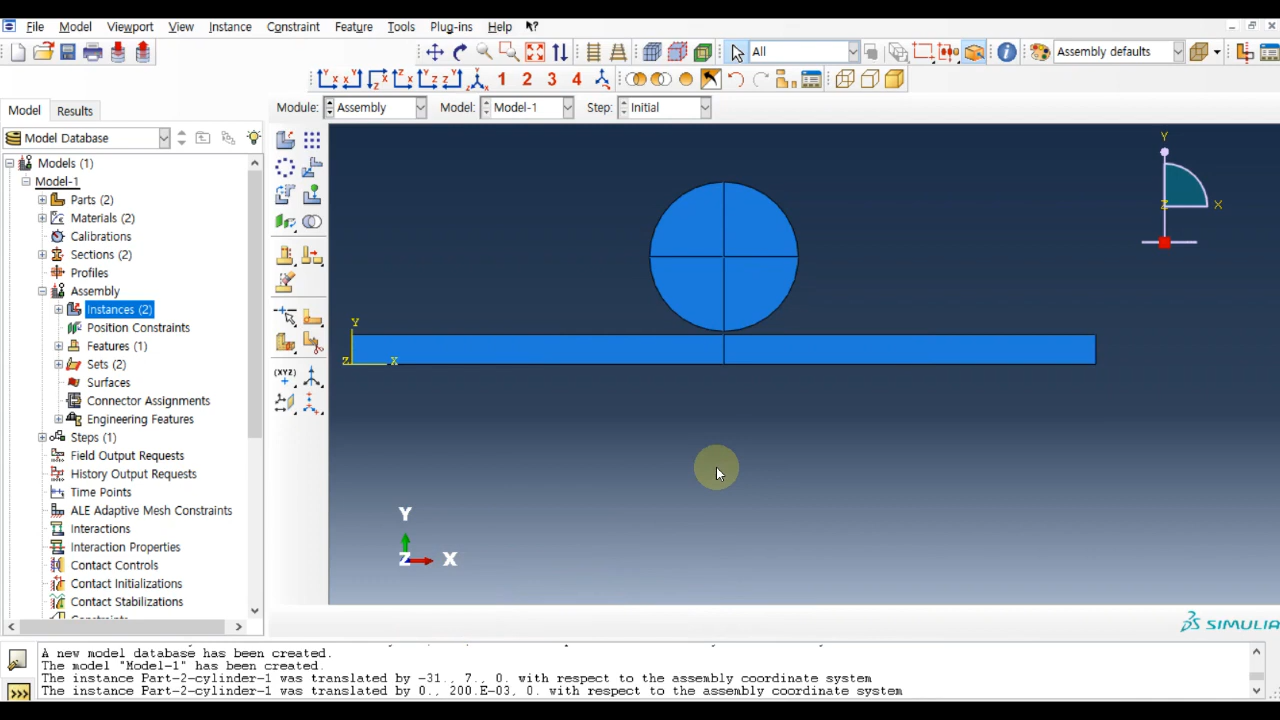 File Model Viewport View Instance Constraint Feature Tools Plug-ins Help
All Assembly defaults
1 2 3 4
Model Results Module: Assembly Model: Model-1 Step: Initial
Model Database
Models (1)
Model-1
Parts (2)
Materials (2)
Calibrations
Sections (2)
Profiles
Assembly
Instances (2)
Position Constraints
Features (1)
Sets (2)
Surfaces
Connector Assignments
Engineering Features
Steps (1)
Field Output Requests
History Output Requests
Time Points
ALE Adaptive Mesh Constraints
Interactions
Interaction Properties
Contact Controls
Contact Initializations
Contact Stabilizations
(XYZ)
Y
Z X
Y
Z X
Y
Z X
SIMULIA
A new model database has been created.
The model "Model-1" has been created.
The instance Part-2-cylinder-1 was translated by -31., 7., 0. with respect to the assembly coordinate system
The instance Part-2-cylinder-1 was translated by 0., 200.E-03, 0. with respect to the assembly coordinate system